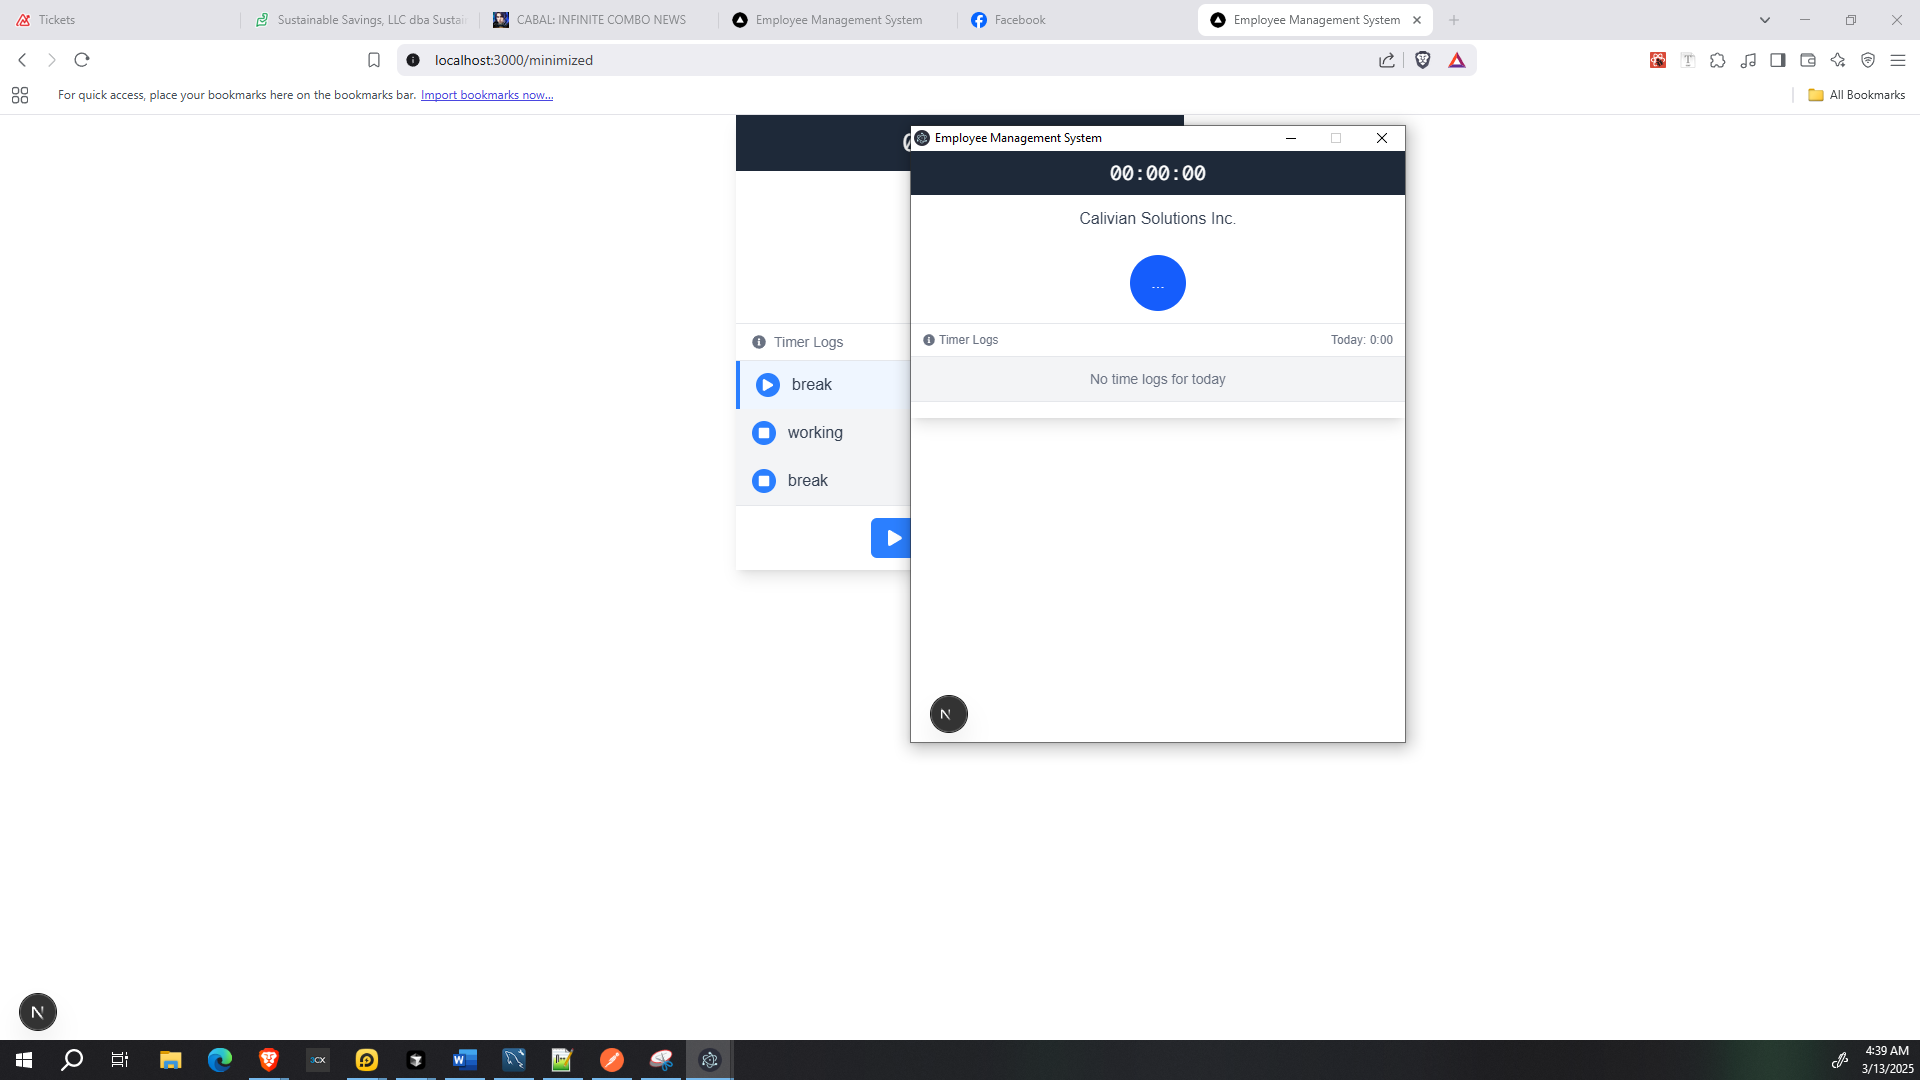 Tickets
Sustainable Savings, LLC dba Sustai
CABAL: INFINITE COMBO NEWS
Employee Management System
Facebook
Employee Management System
localhost:3000/minimized
For quick access, place your bookmarks here on the bookmarks bar. Import bookmarks now...
All Bookmarks
Employee Management System
00:00:00
Calivian Solutions Inc.
...
Timer Logs
Today: 0:00
No time logs for today
Timer Logs
break
working
break
N
N
3CX
W
4:39 AM
3/13/2025